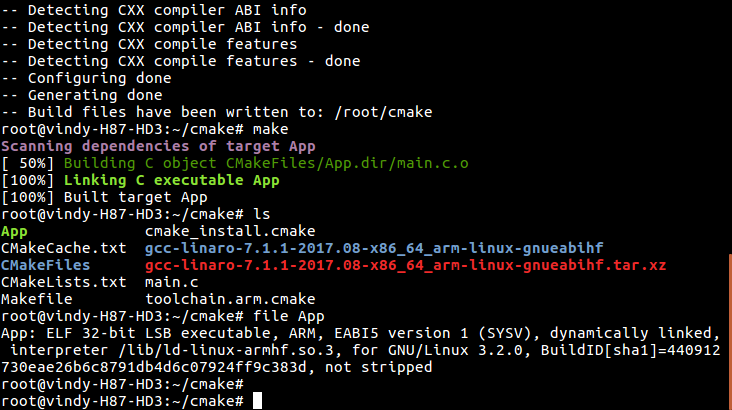 -- Detecting CXX compiler ABI info
-- Detecting CXX compiler ABI info - done
-- Detecting CXX compile features
-- Detecting CXX compile features - done
-- Configuring done
-- Generating done
-- Build files have been written to: /root/cmake
root@vindy-H87-HD3:~/cmake# make
Scanning dependencies of target App
[ 50%] Building C object CMakeFiles/App.dir/main.c.o
[100%] Linking C executable App
[100%] Built target App
root@vindy-H87-HD3:~/cmake# ls
App             cmake_install.cmake
CMakeCache.txt  gcc-linaro-7.1.1-2017.08-x86_64_arm-linux-gnueabihf
CMakeFiles      gcc-linaro-7.1.1-2017.08-x86_64_arm-linux-gnueabihf.tar.xz
CMakeLists.txt  main.c
Makefile        toolchain.arm.cmake
root@vindy-H87-HD3:~/cmake# file App
App: ELF 32-bit LSB executable, ARM, EABI5 version 1 (SYSV), dynamically linked,
 interpreter /lib/ld-linux-armhf.so.3, for GNU/Linux 3.2.0, BuildID[sha1]=440912
730eae26b6c8791db4d6c07924ff9c383d, not stripped
root@vindy-H87-HD3:~/cmake#
root@vindy-H87-HD3:~/cmake#